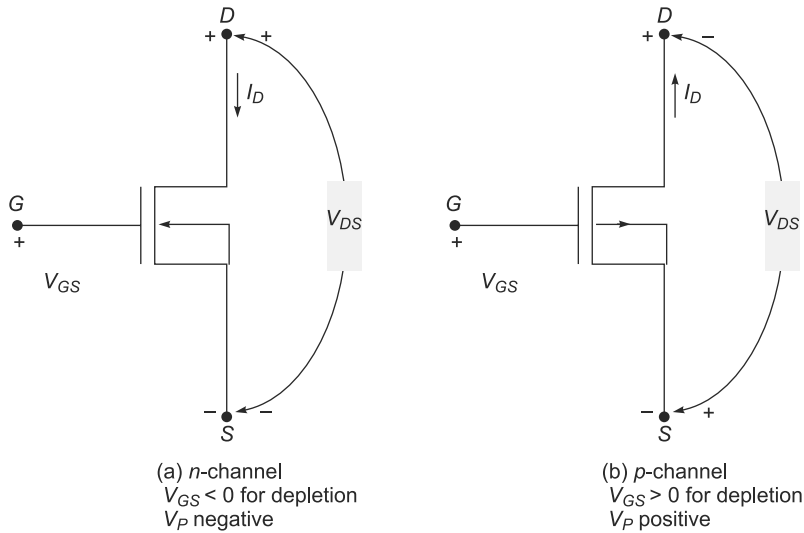 D
+ +
I_D
G
+
V_GS
V_DS
− −
S
(a) n-channel
V_GS < 0 for depletion
V_P negative
D
+ −
I_D
G
+
V_GS
V_DS
− +
S
(b) p-channel
V_GS > 0 for depletion
V_P positive